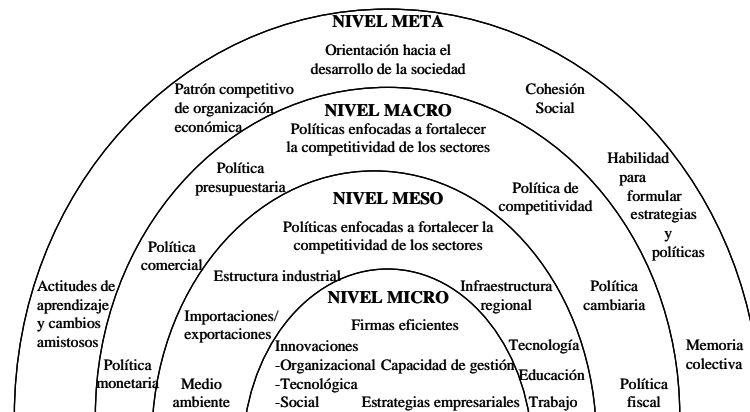 NIVEL META
Orientación hacia el
desarrollo de la sociedad
Patrón competitivo
de organización
económica
Cohesión
Social
Habilidad
para
formular
estrategias
y
políticas
Actitudes de
aprendizaje
y cambios
amistosos
Memoria
colectiva
NIVEL MACRO
Políticas enfocadas a fortalecer
la competitividad de los sectores
Política
presupuestaria
Política de
competitividad
Política
comercial
Política
cambiaria
Política
monetaria
Política
fiscal
NIVEL MESO
Políticas enfocadas a fortalecer la
competitividad de los sectores
Estructura industrial
Infraestructura
regional
Importaciones/
exportaciones
Tecnología
Educación
Medio
ambiente
Trabajo
NIVEL MICRO
Firmas eficientes
Innovaciones
-Organizacional Capacidad de gestión
-Tecnológica
-Social Estrategias empresariales